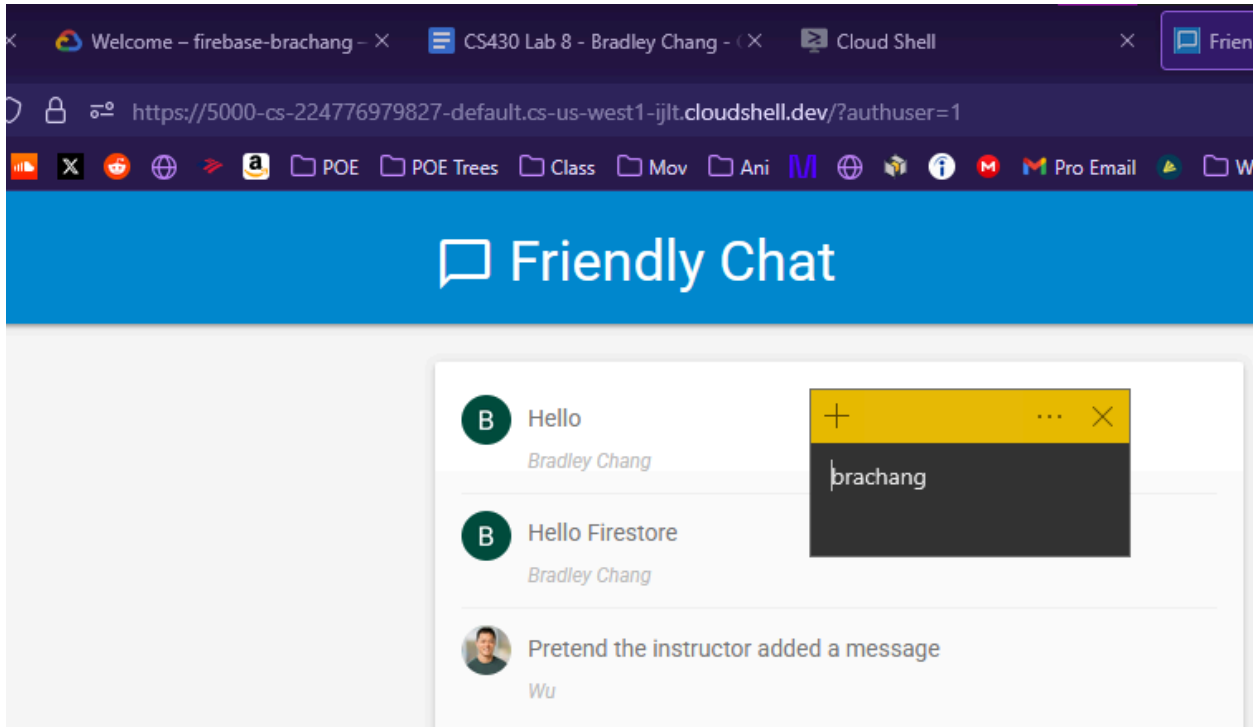 Welcome – firebase-brachang –
CS430 Lab 8 - Bradley Chang -
Cloud Shell
Frien
https://5000-cs-224776979827-default.cs-us-west1-ijlt.cloudshell.dev/?authuser=1
POE
POE Trees
Class
Mov
Ani
Pro Email
W
Friendly Chat
B
Hello
Bradley Chang
brachang
B
Hello Firestore
Bradley Chang
Pretend the instructor added a message
Wu